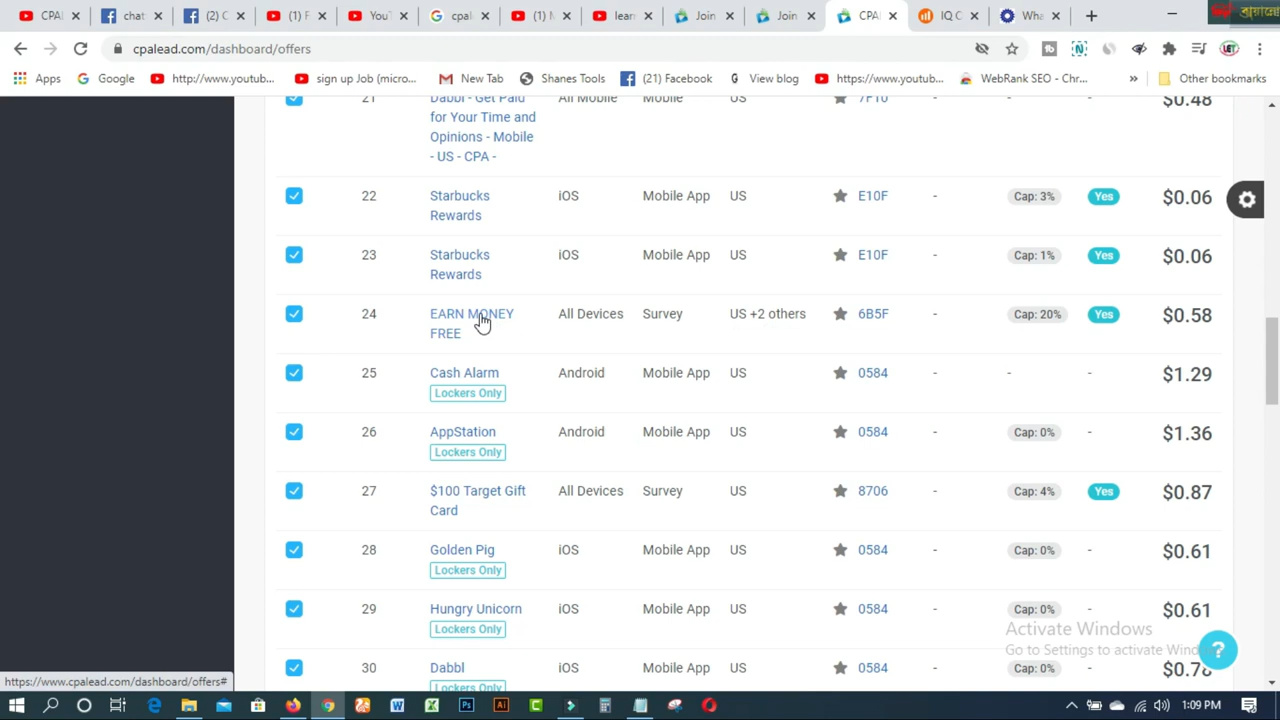 CPAL
chat
(2) C
(1) F
YouT
cpal
(1)
learn
Join
Join
CPA
IQ
Wha
cpalead.com/dashboard/offers
Apps
Google
http://www.youtub...
sign up Job (micro...
New Tab
Shanes Tools
(21) Facebook
View blog
https://www.youtub...
WebRank SEO - Chr...
»
Other bookmarks
21 Dabbl - Get Paid All Mobile Mobile US 7F10 - - - $0.48
for Your Time and
Opinions - Mobile
- US - CPA -
22 Starbucks iOS Mobile App US E10F - Cap: 3% Yes $0.06
Rewards
23 Starbucks iOS Mobile App US E10F - Cap: 1% Yes $0.06
Rewards
24 EARN MONEY All Devices Survey US +2 others 6B5F - Cap: 20% Yes $0.58
FREE
25 Cash Alarm Android Mobile App US 0584 - - - $1.29
Lockers Only
26 AppStation Android Mobile App US 0584 - Cap: 0% - $1.36
Lockers Only
27 $100 Target Gift All Devices Survey US 8706 - Cap: 4% Yes $0.87
Card
28 Golden Pig iOS Mobile App US 0584 - Cap: 0% - $0.61
Lockers Only
29 Hungry Unicorn iOS Mobile App US 0584 - Cap: 0% - $0.61
Lockers Only
Activate Windows
Go to Settings to activate Wind
?
30 Dabbl iOS Mobile App US 0584 - Cap: 0% - $0.78
Lockers Only
https://www.cpalead.com/dashboard/offers#
1:09 PM